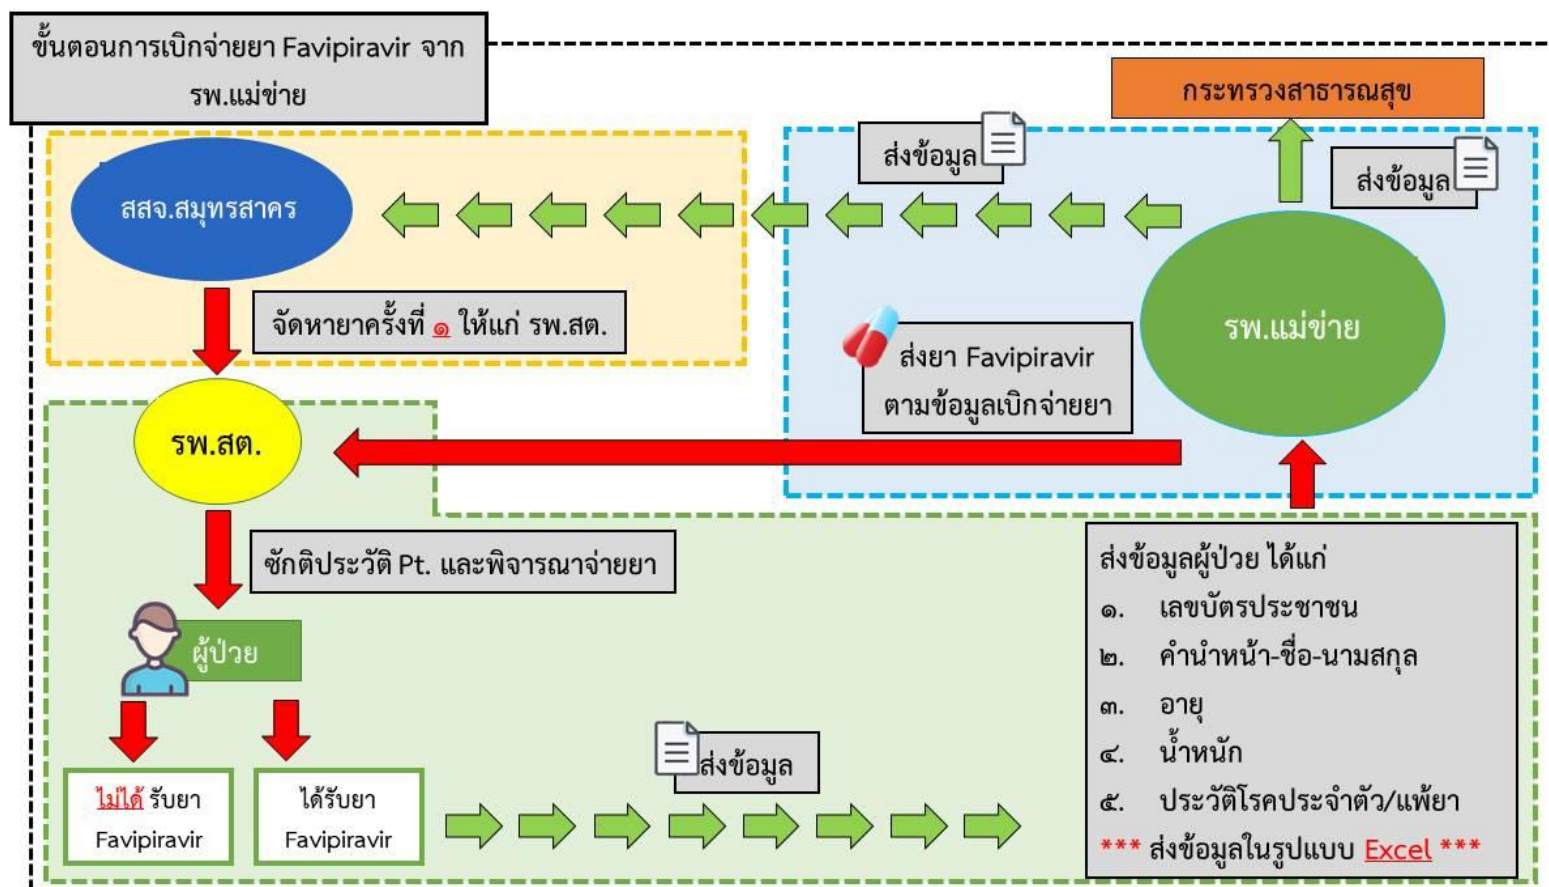 ขั้นตอนการเบิกจ่ายยา Favipiravir จาก
รพ.แม่ข่าย
กระทรวงสาธารณสุข
ส่งข้อมูล
ส่งข้อมูล
สสจ.สมุทรสาคร
จัดหายาครั้งที่ ๑ ให้แก่ รพ.สต.
รพ.แม่ข่าย
ส่งยา Favipiravir
ตามข้อมูลเบิกจ่ายยา
รพ.สต.
ซักติประวัติ Pt. และพิจารณาจ่ายยา
ผู้ป่วย
ไม่ได้ รับยา
Favipiravir
ได้รับยา
Favipiravir
ส่งข้อมูล
ส่งข้อมูลผู้ป่วย ได้แก่
๑. เลขบัตรประชาชน
๒. คำนำหน้า-ชื่อ-นามสกุล
๓. อายุ
๔. น้ำหนัก
๕. ประวัติโรคประจำตัว/แพ้ยา
*** ส่งข้อมูลในรูปแบบ Excel ***